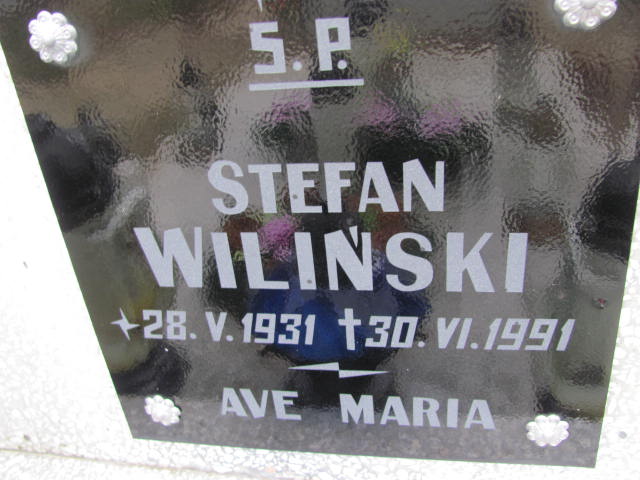 Ś.P.
STEFAN
WILIŃSKI
28.V.1931 †30.VI.1991
AVE MARIA